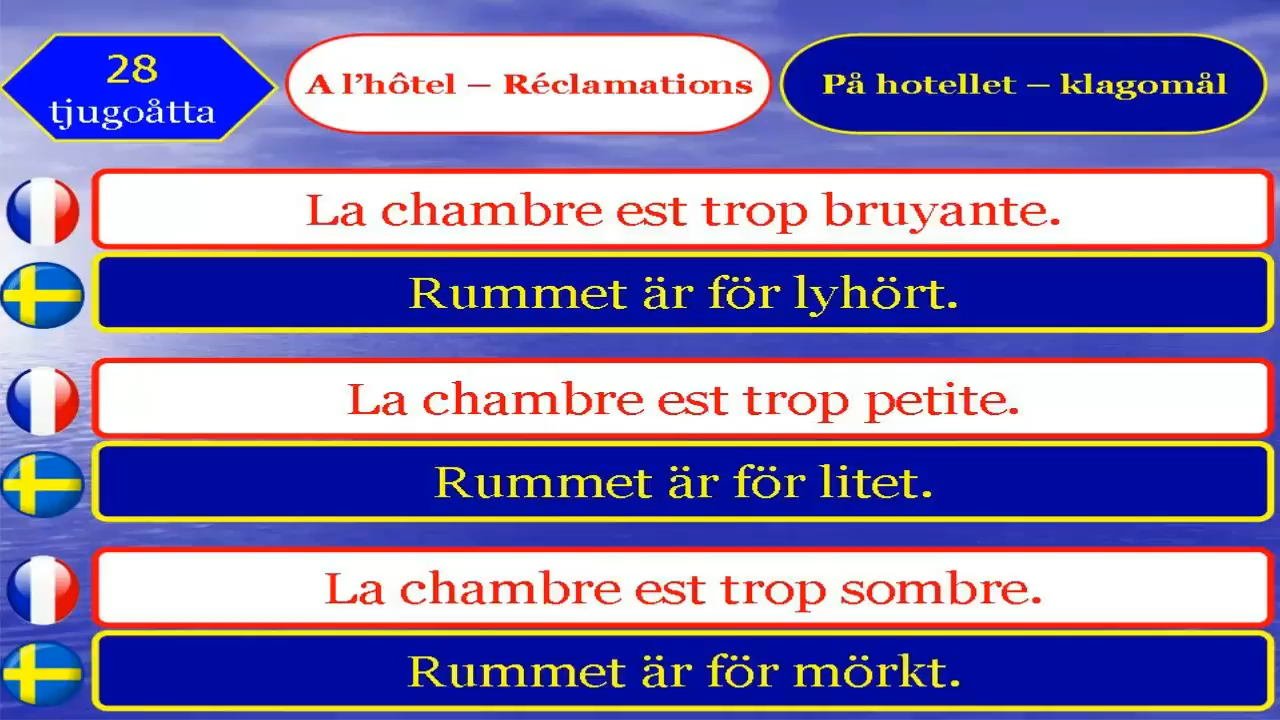 28
tjugoåtta
A l’hôtel – Réclamations
På hotellet – klagomål
La chambre est trop bruyante.
Rummet är för lyhört.
La chambre est trop petite.
Rummet är för litet.
La chambre est trop sombre.
Rummet är för mörkt.